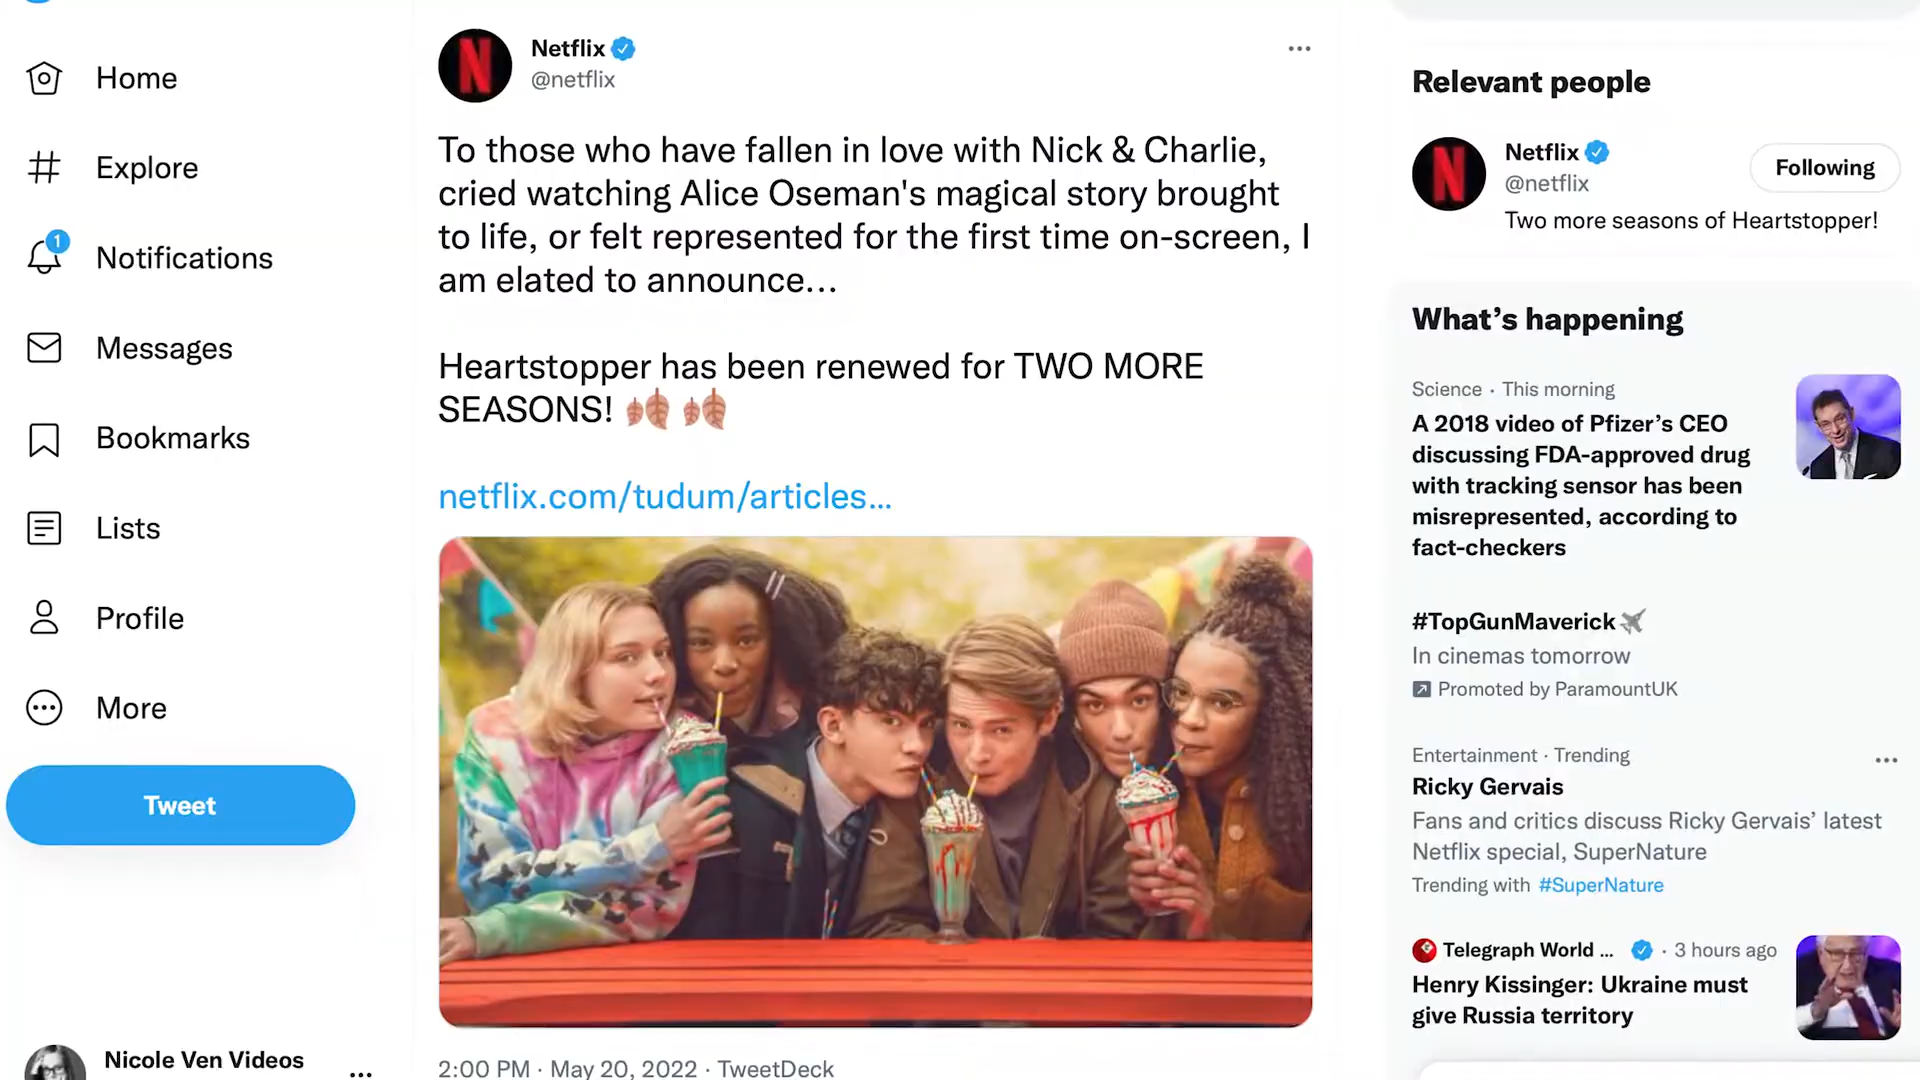 Home
Explore
1
Notifications
Messages
Bookmarks
Lists
Profile
More
Tweet
Nicole Ven Videos
N
Netflix
@netflix
To those who have fallen in love with Nick & Charlie,
cried watching Alice Oseman's magical story brought
to life, or felt represented for the first time on-screen, I
am elated to announce…
Heartstopper has been renewed for TWO MORE
SEASONS! 🍂 🍂
netflix.com/tudum/articles…
2:00 PM · May 20, 2022 · TweetDeck
Relevant people
N
Netflix
@netflix
Following
Two more seasons of Heartstopper!
What’s happening
Science · This morning
A 2018 video of Pfizer’s CEO
discussing FDA-approved drug
with tracking sensor has been
misrepresented, according to
fact-checkers
#TopGunMaverick
In cinemas tomorrow
Promoted by ParamountUK
Entertainment · Trending
Ricky Gervais
Fans and critics discuss Ricky Gervais’ latest
Netflix special, SuperNature
Trending with #SuperNature
Telegraph World ... · 3 hours ago
Henry Kissinger: Ukraine must
give Russia territory